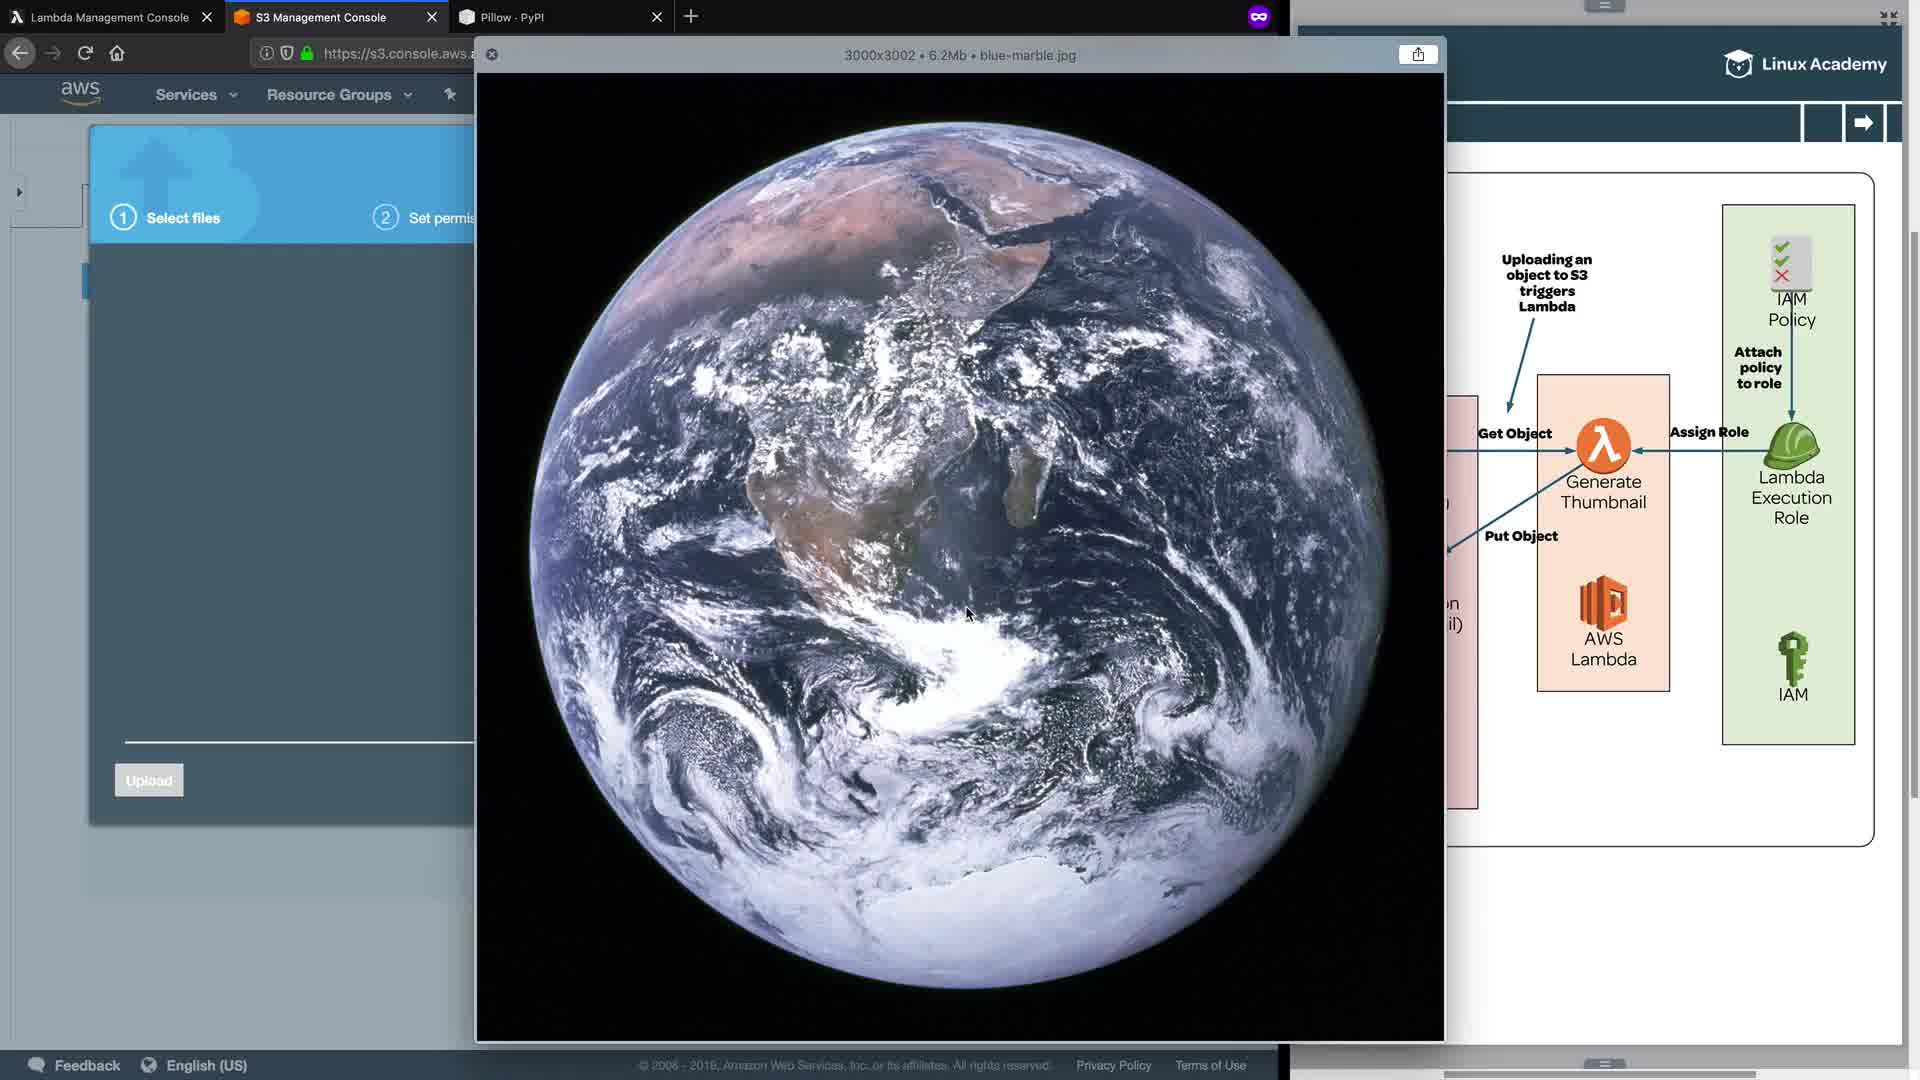 Lambda Management Console
S3 Management Console
Pillow · PyPI
https://s3.console.aws.
3000x3002 • 6.2Mb • blue-marble.jpg
aws
Services
Resource Groups
1 Select files
2 Set permis
Upload
Linux Academy
Uploading an
object to S3
triggers
Lambda
IAM
Policy
Attach
policy
to role
Get Object
Assign Role
Generate
Thumbnail
Lambda
Execution
Role
Put Object
on
il)
AWS
Lambda
IAM
Feedback
English (US)
© 2008 - 2019, Amazon Web Services, Inc. or its affiliates. All rights reserved.
Privacy Policy
Terms of Use